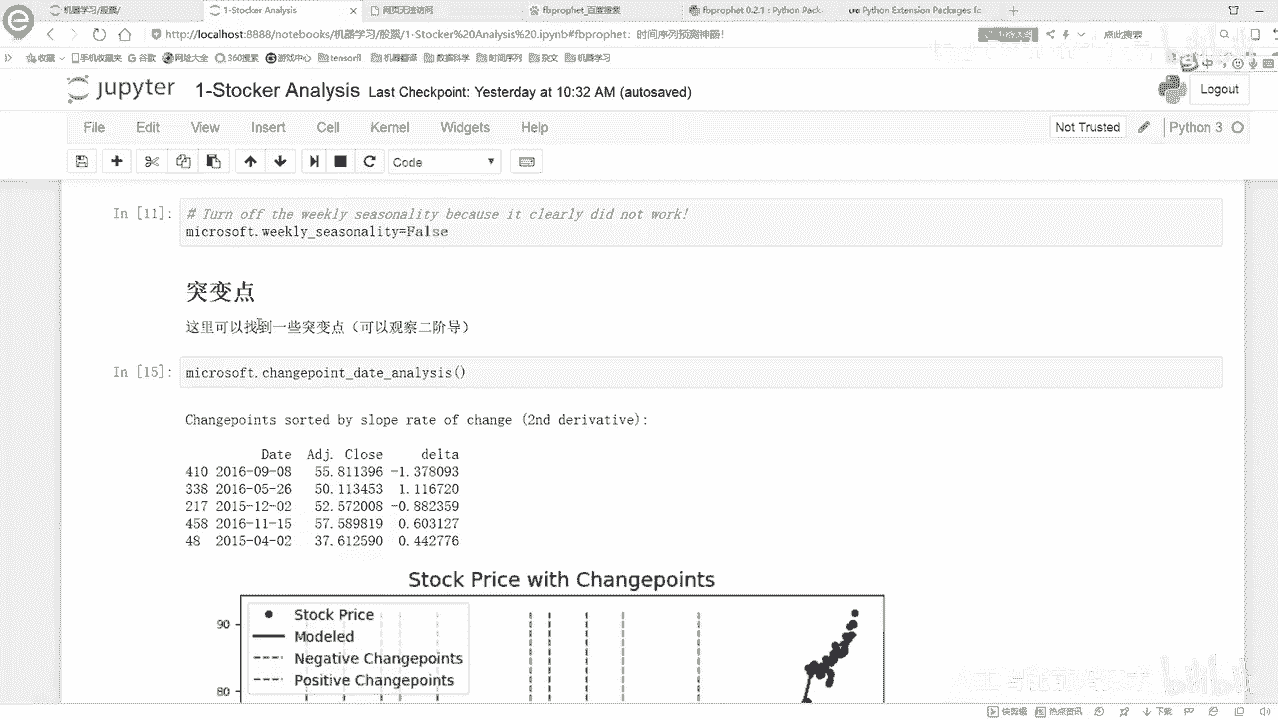 机器学习/股票/
1-Stocker Analysis
网页无法访问
fbprophet_百度搜索
fbprophet 0.2.1 : Python Pack
Python Extension Packages fo
http://localhost:8888/notebooks/机器学习/股票/1-Stocker%20Analysis%20.ipynb#fbprophet：时间序列预测神器!
点此搜索
收藏 手机收藏夹 谷歌 网址大全 360搜索 游戏中心 tensorfl 机器翻译 数据科学 时间序列 杂文 机器学习
jupyter 1-Stocker Analysis Last Checkpoint: Yesterday at 10:32 AM (autosaved)
Logout
File Edit View Insert Cell Kernel Widgets Help
Not Trusted
Python 3
Code
In [11]: # Turn off the weekly seasonality because it clearly did not work!
microsoft.weekly_seasonality=False
突变点
这里可以找到一些突变点（可以观察二阶导）
In [15]: microsoft.changepoint_date_analysis()
Changepoints sorted by slope rate of change (2nd derivative):
Date Adj. Close delta
410 2016-09-08 55.811396 -1.378093
338 2016-05-26 50.113453 1.116720
217 2015-12-02 52.572008 -0.882359
458 2016-11-15 57.589819 0.603127
48 2015-04-02 37.612590 0.442776
Stock Price with Changepoints
Stock Price
Modeled
Negative Changepoints
Positive Changepoints
90
80
快剪辑 热点资讯 下载